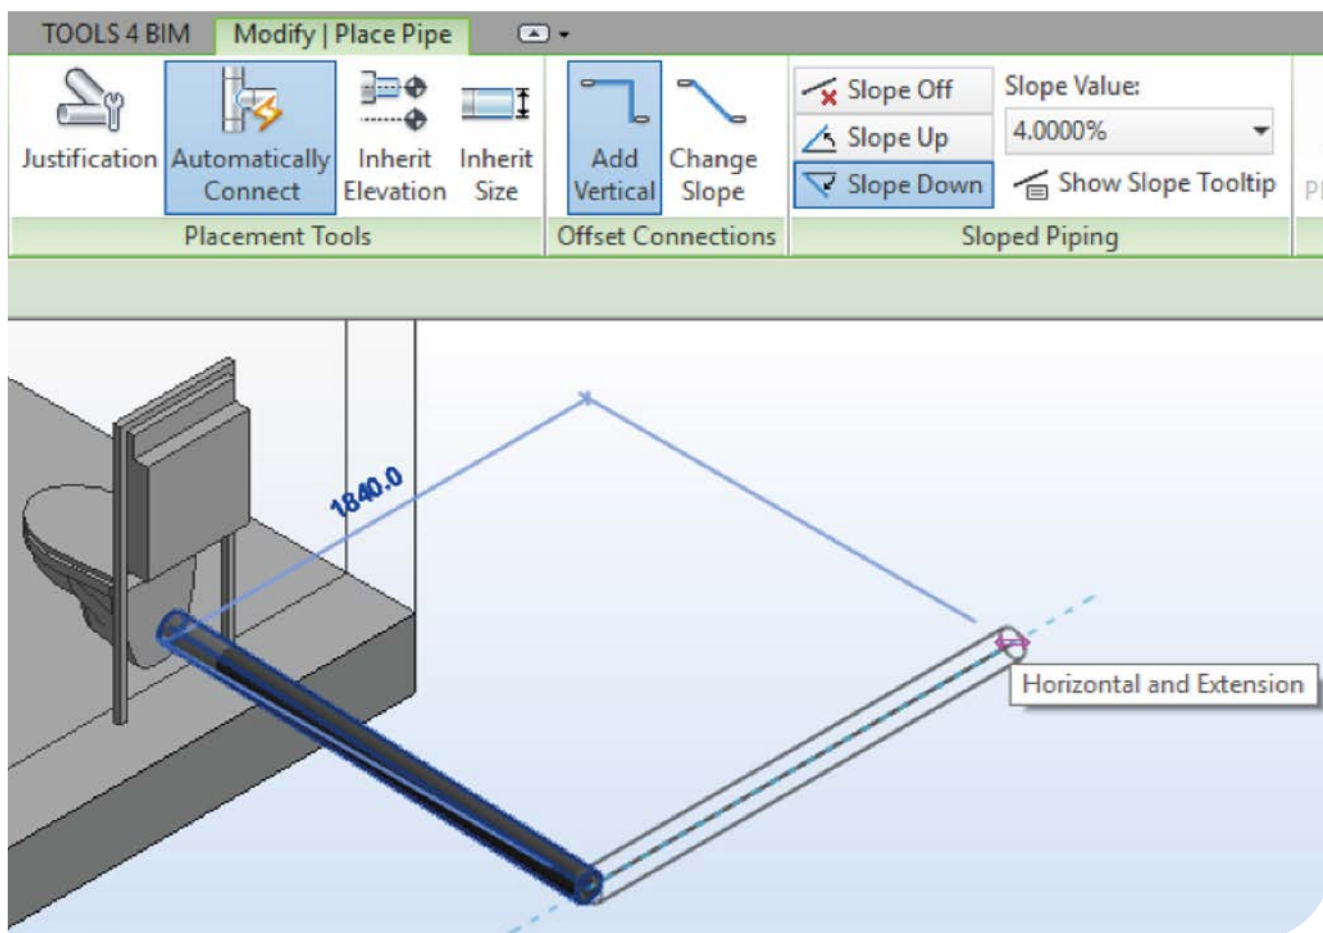 TOOLS 4 BIM
Modify | Place Pipe
Justification
Automatically
Connect
Inherit
Elevation
Inherit
Size
Placement Tools
Add
Vertical
Change
Slope
Offset Connections
Slope Off
Slope Up
Slope Down
Slope Value:
4.0000%
Show Slope Tooltip
Sloped Piping
1840.0
Horizontal and Extension